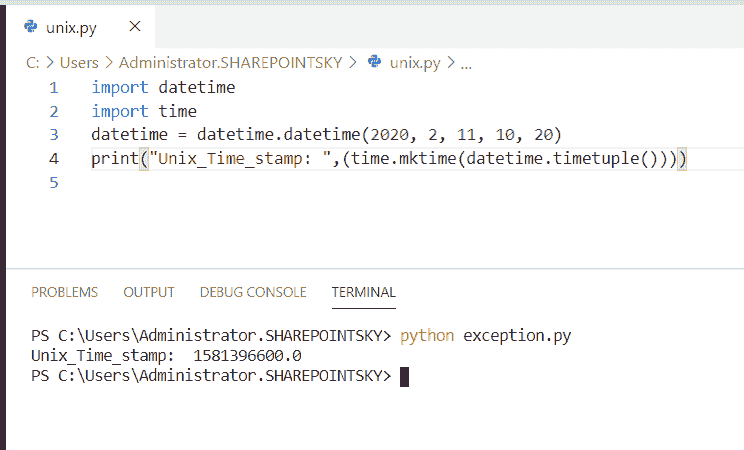 unix.py ×
C: > Users > Administrator.SHAREPOINTSKY > unix.py > ...
1 import datetime
2 import time
3 datetime = datetime.datetime(2020, 2, 11, 10, 20)
4 print("Unix_Time_stamp: ",(time.mktime(datetime.timetuple())))
5
PROBLEMS OUTPUT DEBUG CONSOLE TERMINAL
PS C:\Users\Administrator.SHAREPOINTSKY> python exception.py
Unix_Time_stamp:  1581396600.0
PS C:\Users\Administrator.SHAREPOINTSKY>